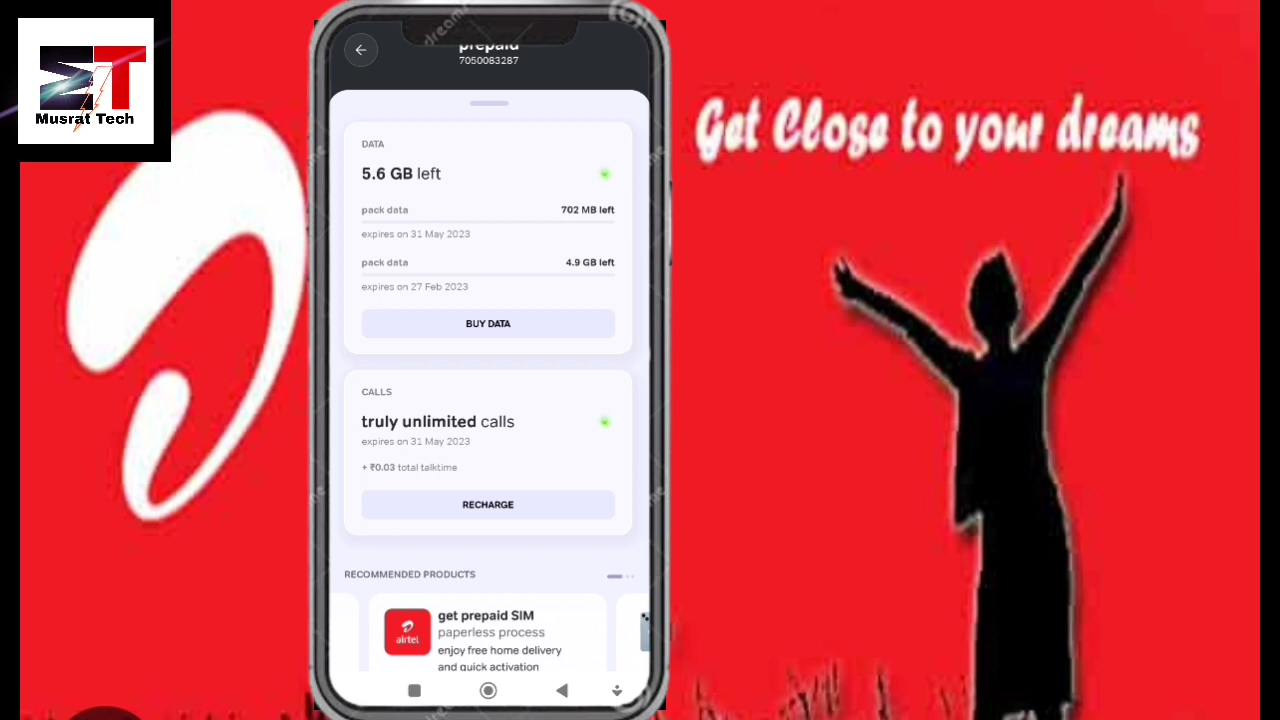 Musrat Tech
Get Close to your dreams
prepaid
7050083287
DATA
5.6 GB left
pack data
702 MB left
expires on 31 May 2023
pack data
4.9 GB left
expires on 27 Feb 2023
BUY DATA
CALLS
truly unlimited calls
expires on 31 May 2023
+ ₹0.03 total talktime
RECHARGE
RECOMMENDED PRODUCTS
airtel
get prepaid SIM
paperless process
enjoy free home delivery
and quick activation
dreams